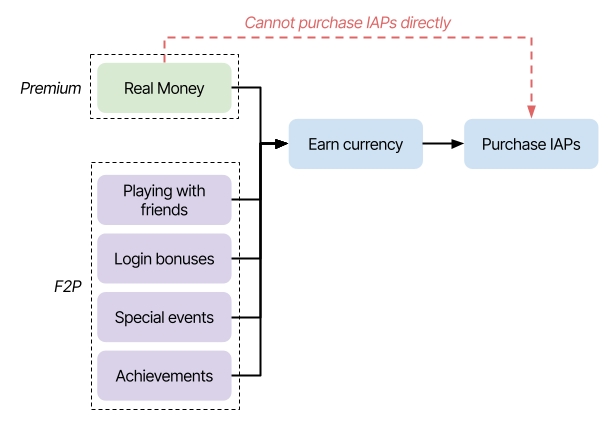 Cannot purchase IAPs directly
Premium
Real Money
Earn currency
Purchase IAPs
Playing with
friends
Login bonuses
F2P
Special events
Achievements